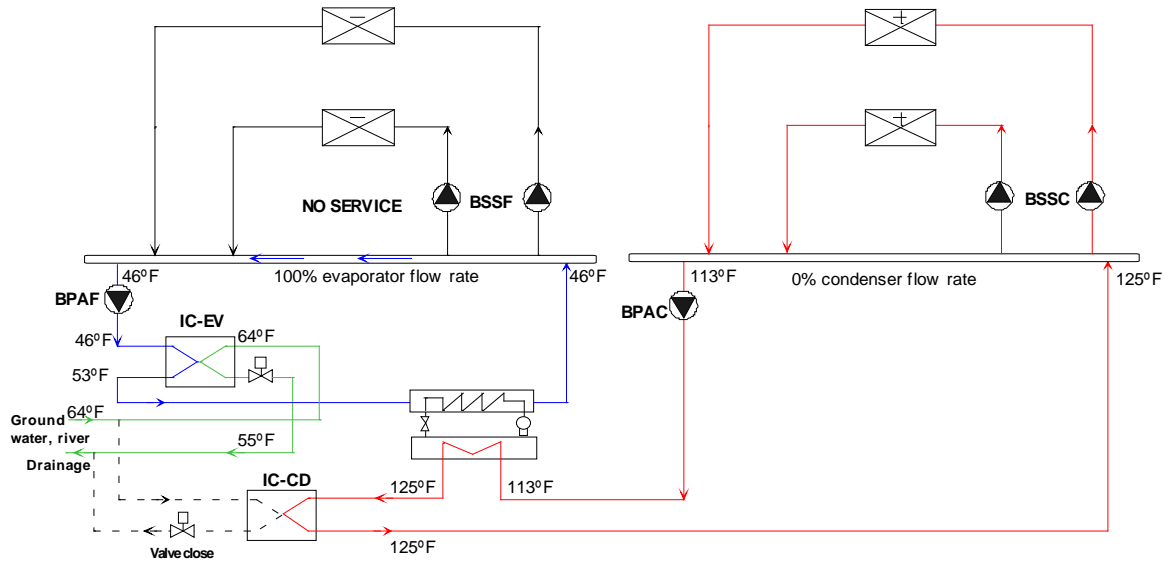 −
+
−
+
NO SERVICE
BSSF
BSSC
46ºF
100% evaporator flow rate
46ºF
113ºF
0% condenser flow rate
125ºF
BPAF
BPAC
IC-EV
46ºF
64ºF
53ºF
64ºF
Ground
water, river
55ºF
Drainage
IC-CD
125ºF
113ºF
125ºF
Valve close